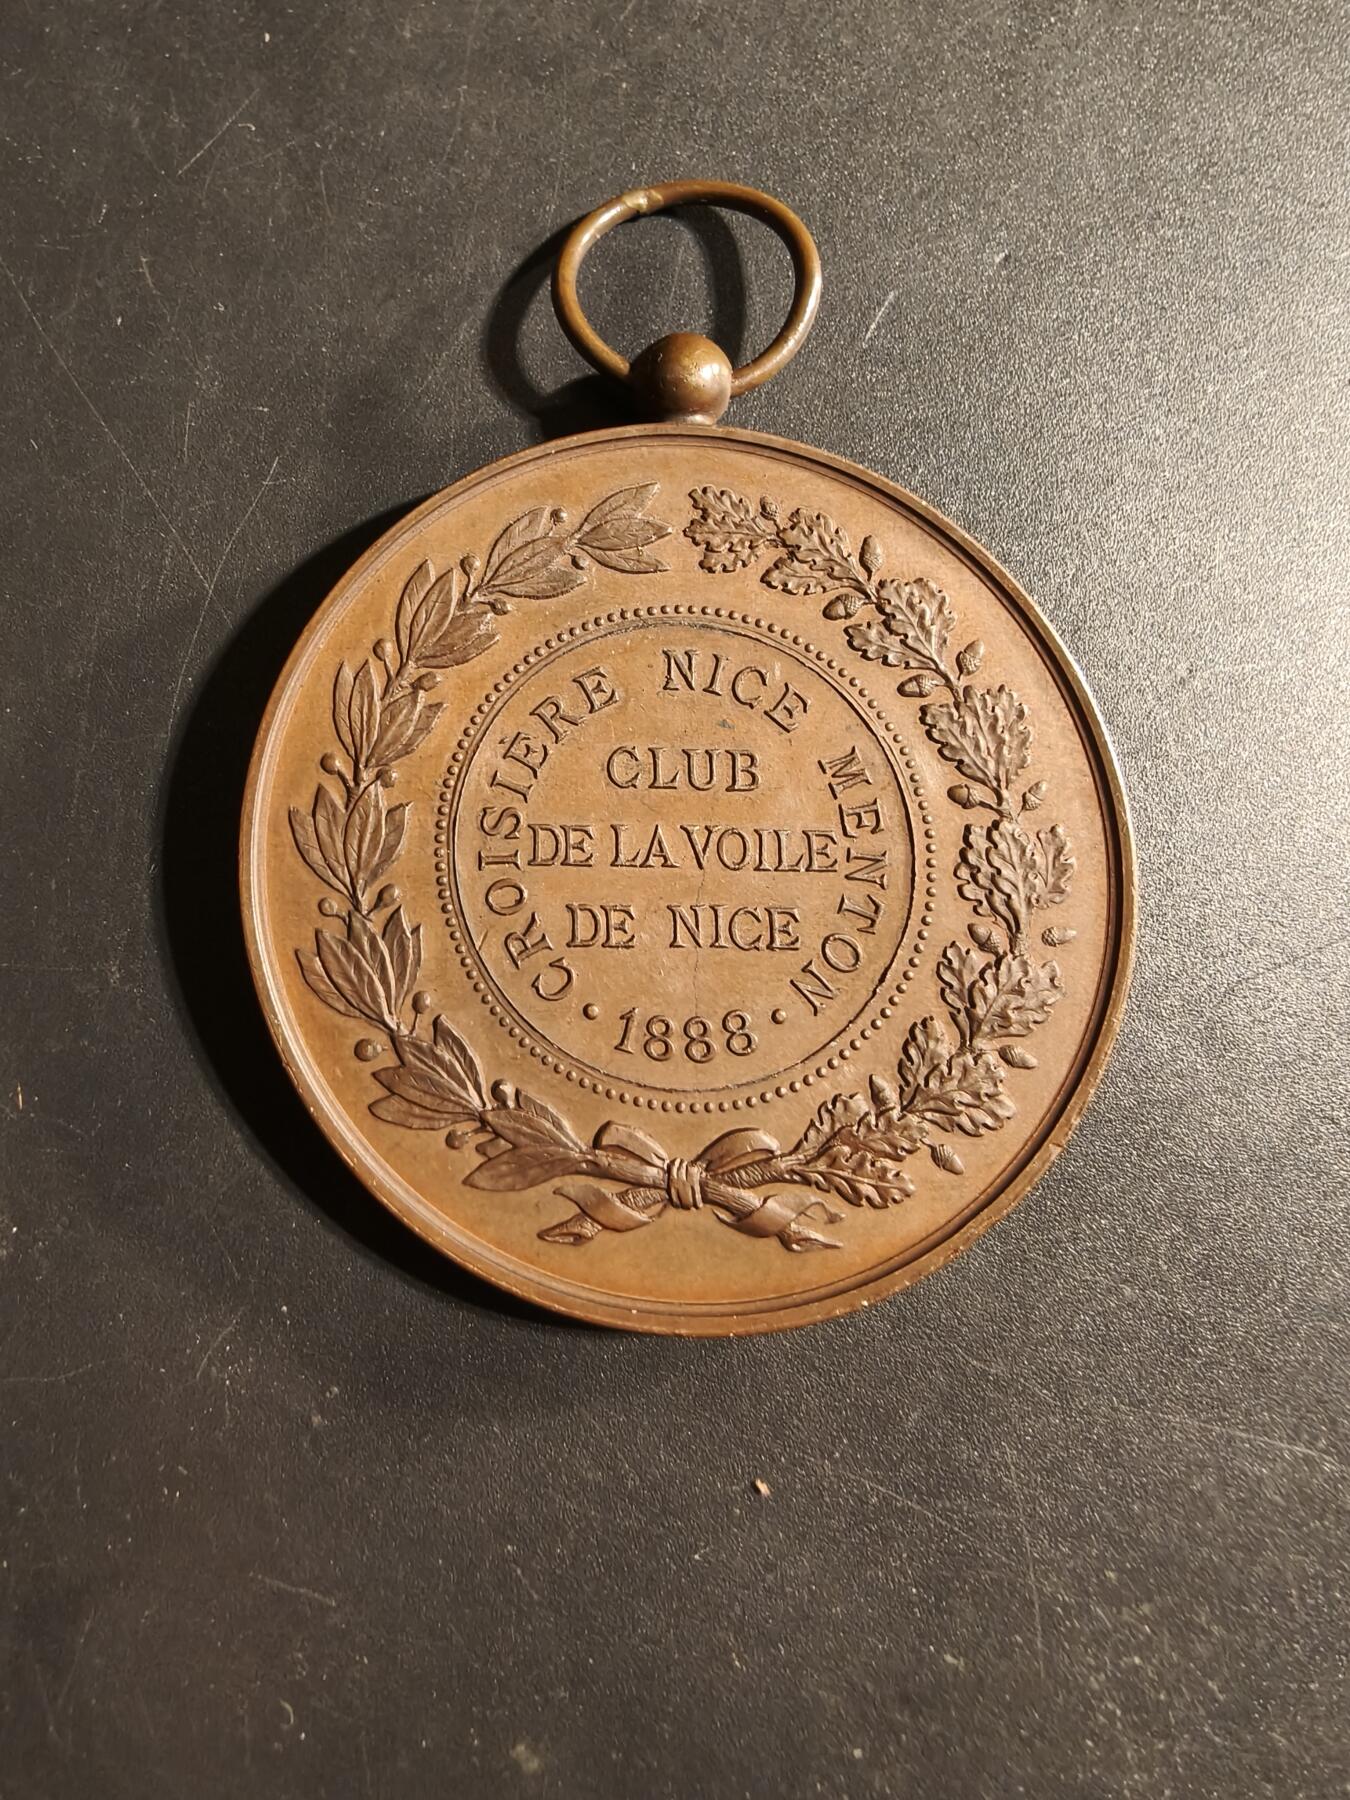 CROISIÈRE NICE MENTON
CLUB
DE LA VOILE
DE NICE
· 1888 ·